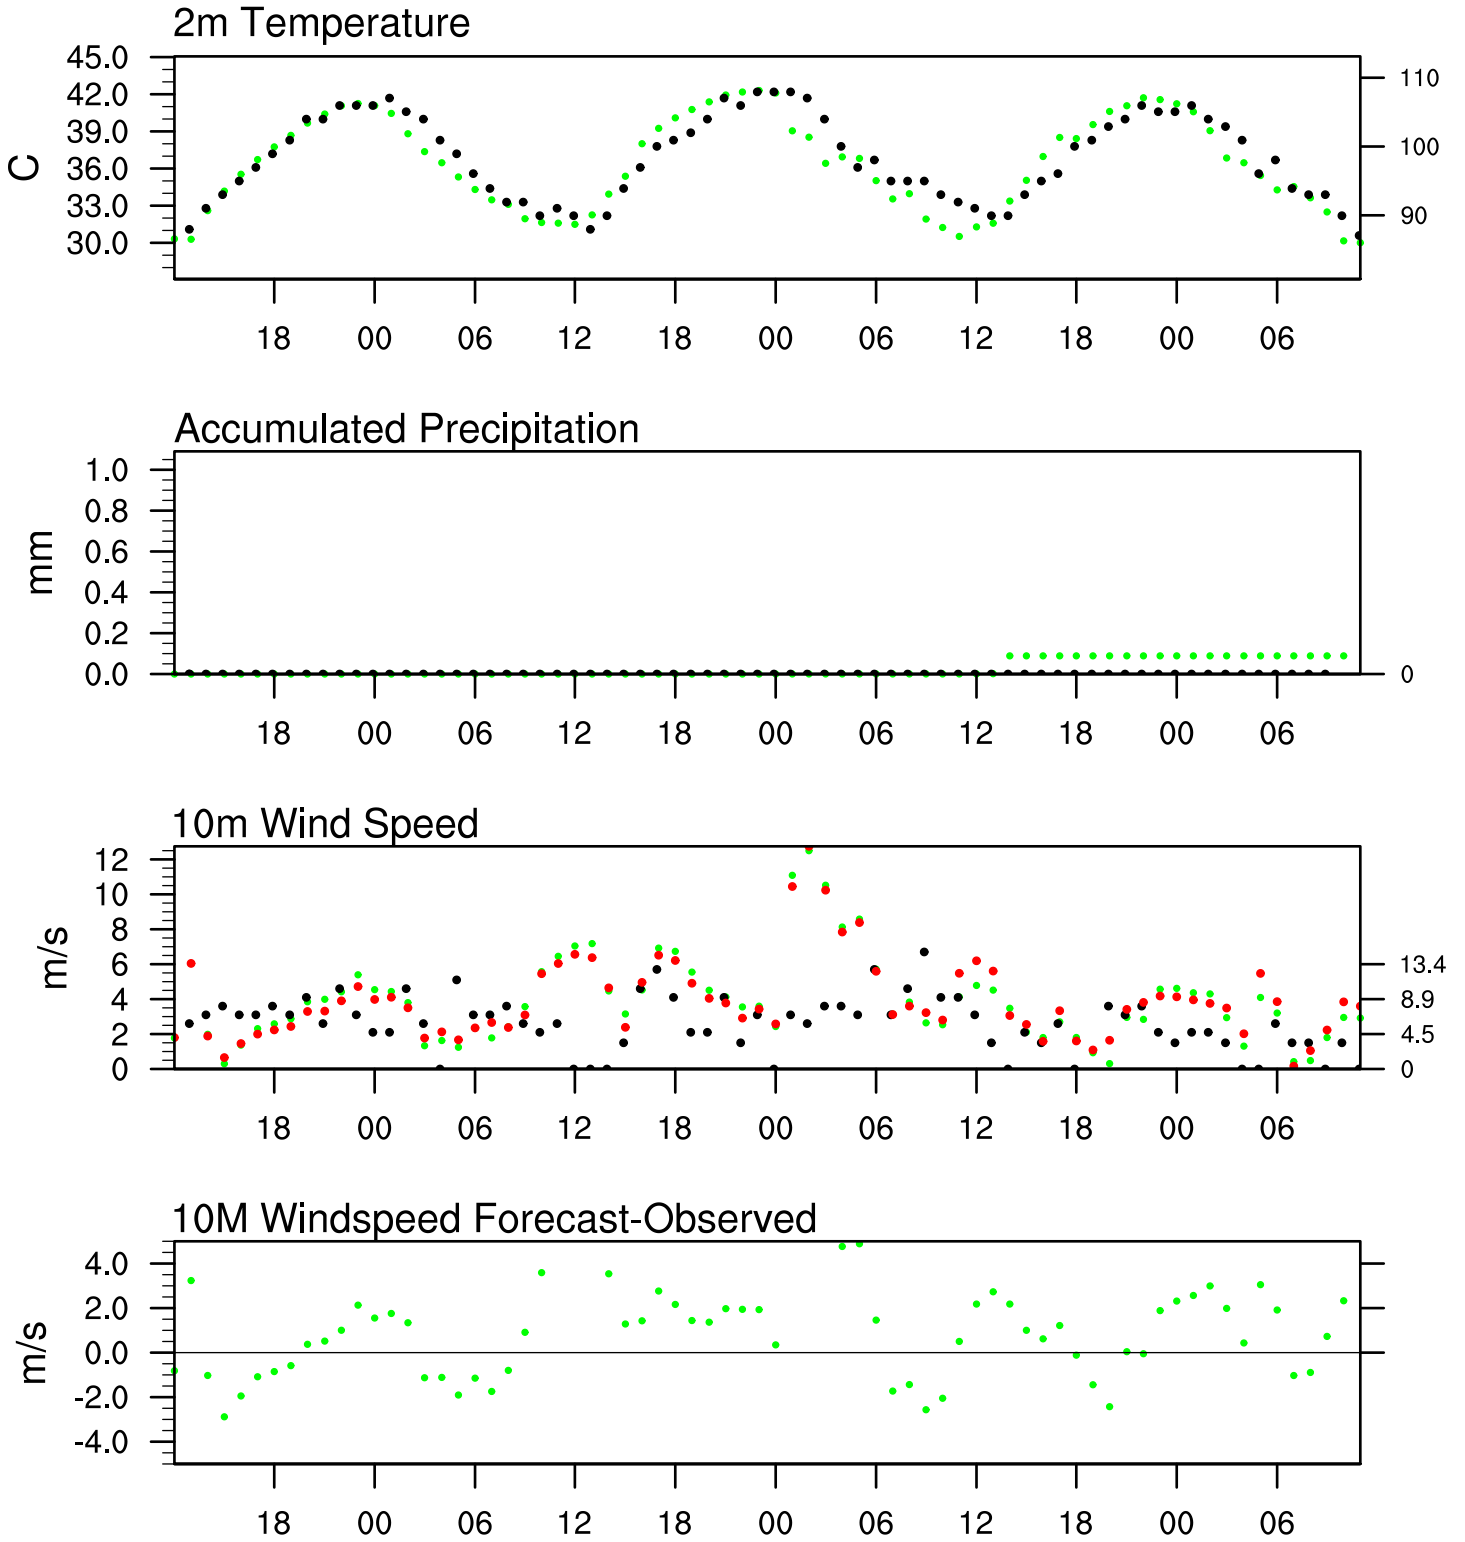 2m Temperature
45.0
42.0
39.0
36.0
33.0
30.0
C
110
100
90
18 00 06 12 18 00 06 12 18 00 06
Accumulated Precipitation
1.0
0.8
0.6
0.4
0.2
0.0
mm
0
18 00 06 12 18 00 06 12 18 00 06
10m Wind Speed
12
10
8
6
4
2
0
m/s
13.4
8.9
4.5
0
18 00 06 12 18 00 06 12 18 00 06
10M Windspeed Forecast-Observed
4.0
2.0
0.0
-2.0
-4.0
m/s
18 00 06 12 18 00 06 12 18 00 06